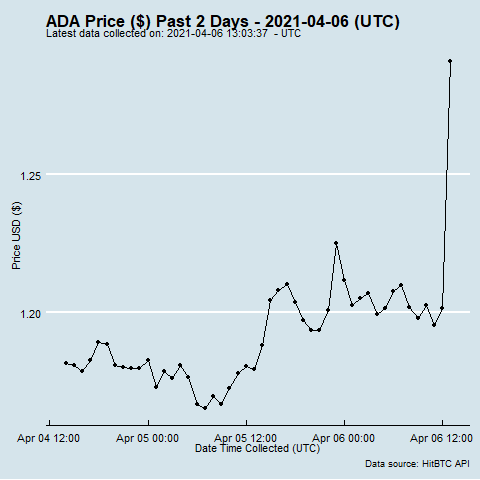 ADA Price ($) Past 2 Days - 2021-04-06 (UTC)
Latest data collected on: 2021-04-06 13:03:37 - UTC
1.25
Price USD ($)
1.20
Apr 04 12:00 Apr 05 00:00 Apr 05 12:00 Apr 06 00:00 Apr 06 12:00
Date Time Collected (UTC)
Data source: HitBTC API